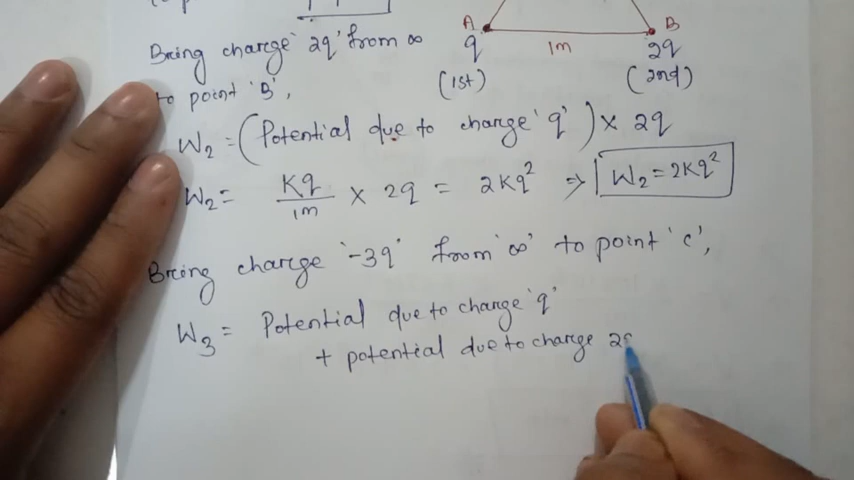 A B
Bring charge '2q' from ∞ q 1m 2q
to point 'B', (1st) (2nd)
W₂ = (Potential due to charge 'q') × 2q
W₂ = Kq/1m × 2q = 2Kq² ⇒ W₂ = 2Kq²
Bring charge '-3q' from '∞' to point 'c',
W₃ = Potential due to charge 'q'
+ potential due to charge 2q